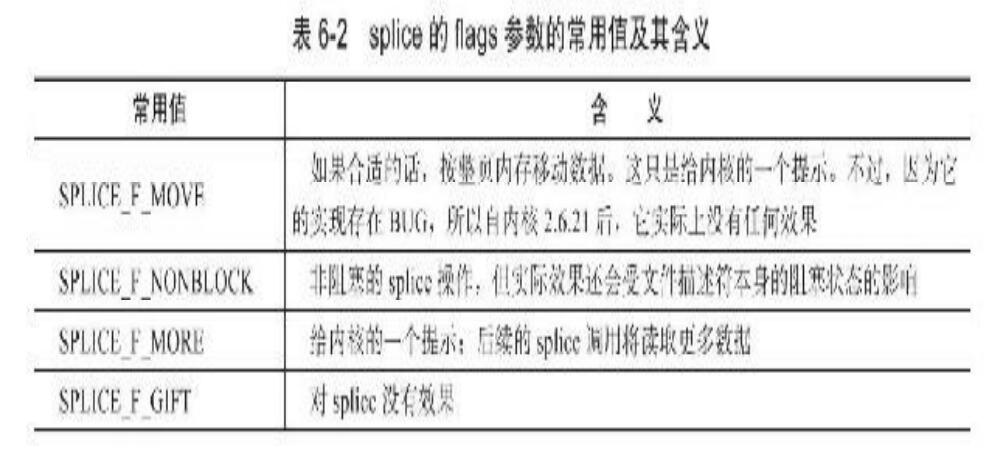 表 6-2 splice 的 flags 参数的常用值及其含义
常用值 含 义
SPLICE_F_MOVE 如果合适的话，按整页内存移动数据。这只是给内核的一个提示。不过，因为它
的实现存在 BUG，所以自内核 2.6.21 后，它实际上没有任何效果
SPLICE_F_NONBLOCK 非阻塞的 splice 操作，但实际效果还会受文件描述符本身的阻塞状态的影响
SPLICE_F_MORE 给内核的一个提示：后续的 splice 调用将读取更多数据
SPLICE_F_GIFT 对 splice 没有效果